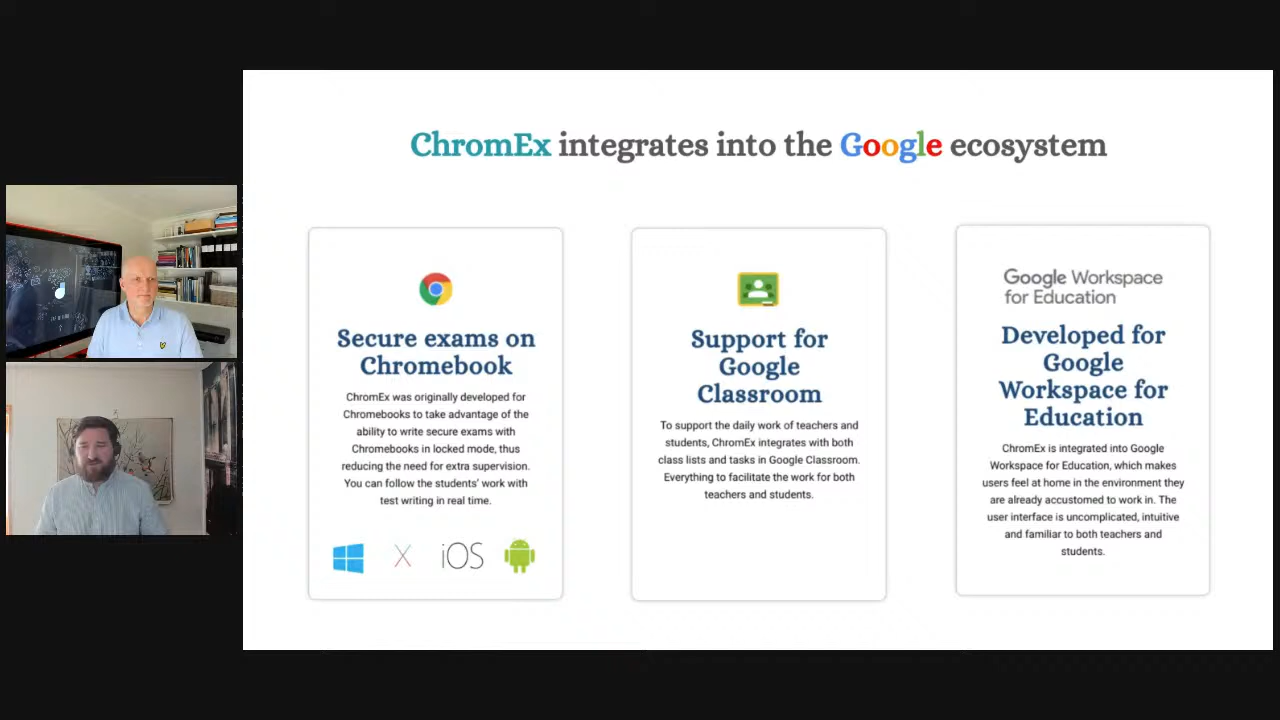 ChromEx integrates into the Google ecosystem
Secure exams on
Chromebook
ChromEx was originally developed for
Chromebooks to take advantage of the
ability to write secure exams with
Chromebooks in locked mode, thus
reducing the need for extra supervision.
You can follow the students' work with
test writing in real time.
X
iOS
Support for
Google
Classroom
To support the daily work of teachers and
students, ChromEx integrates with both
class lists and tasks in Google Classroom.
Everything to facilitate the work for both
teachers and students.
Google Workspace
for Education
Developed for
Google
Workspace for
Education
ChromEx is integrated into Google
Workspace for Education, which makes
users feel at home in the environment they
are already accustomed to work in. The
user interface is uncomplicated, intuitive
and familiar to both teachers and
students.